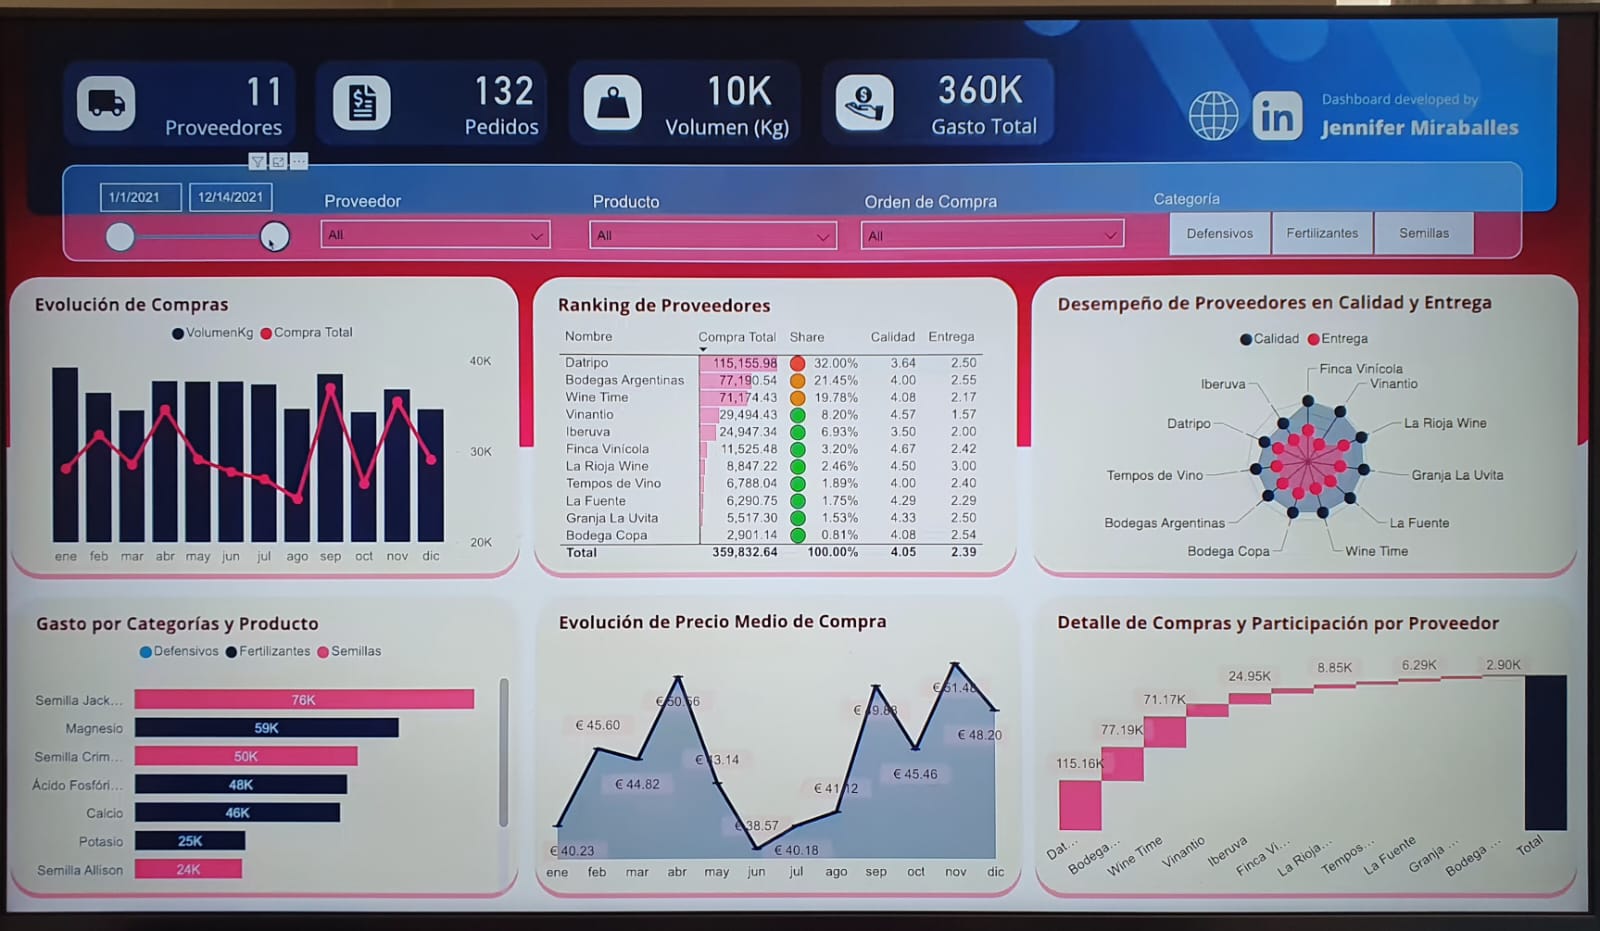 11
Proveedores
132
Pedidos
10K
Volumen (Kg)
360K
Gasto Total
in
Dashboard developed by
Jennifer Miraballes
1/1/2021
12/14/2021
Proveedor
All
Producto
All
Orden de Compra
All
Categoría
Defensivos
Fertilizantes
Semillas
Evolución de Compras
VolumenKg Compra Total
40K
30K
20K
ene feb mar abr may jun jul ago sep oct nov dic
Ranking de Proveedores
Nombre Compra Total Share Calidad Entrega
Datripo 115,155.98 32.00% 3.64 2.50
Bodegas Argentinas 77,190.54 21.45% 4.00 2.55
Wine Time 71,174.43 19.78% 4.08 2.17
Vinantio 29,494.43 8.20% 4.57 1.57
Iberuva 24,947.34 6.93% 3.50 2.00
Finca Vinícola 11,525.48 3.20% 4.67 2.42
La Rioja Wine 8,847.22 2.46% 4.50 3.00
Tempos de Vino 6,788.04 1.89% 4.00 2.40
La Fuente 6,290.75 1.75% 4.29 2.29
Granja La Uvita 5,517.30 1.53% 4.33 2.50
Bodega Copa 2,901.14 0.81% 4.08 2.54
Total 359,832.64 100.00% 4.05 2.39
Desempeño de Proveedores en Calidad y Entrega
Calidad Entrega
Finca Vinícola
Vinantio
Iberuva
La Rioja Wine
Datripo
Granja La Uvita
Tempos de Vino
La Fuente
Bodegas Argentinas
Wine Time
Bodega Copa
Gasto por Categorías y Producto
Defensivos Fertilizantes Semillas
Semilla Jack... 76K
Magnesio 59K
Semilla Crim... 50K
Ácido Fosfóri... 48K
Calcio 46K
Potasio 25K
Semilla Allison 24K
Evolución de Precio Medio de Compra
€ 40.23
€ 45.60
€ 44.82
€ 50.56
€ 43.14
€ 38.57
€ 40.18
€ 41.12
€ 49.88
€ 45.46
€ 51.48
€ 48.20
ene feb mar abr may jun jul ago sep oct nov dic
Detalle de Compras y Participación por Proveedor
115.16K
77.19K
71.17K
24.95K
8.85K
6.29K
2.90K
Dat... Bodega... Wine Time Vinantio Iberuva Finca Vi... La Rioja... Tempos... La Fuente Granja ... Bodega ... Total